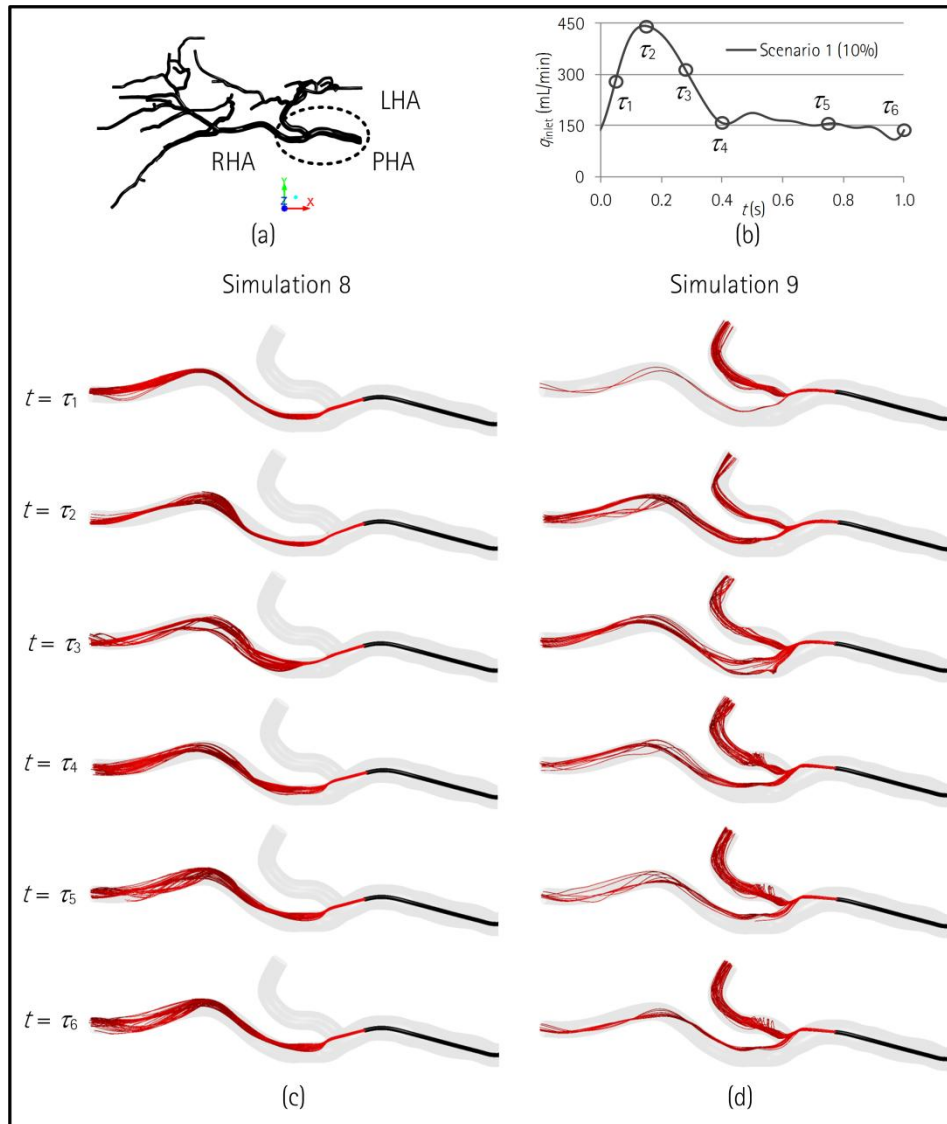 LHA
RHA
PHA
Y
Z
X
(a)
450
300
150
0
q_inlet (mL/min)
Scenario 1 (10%)
τ1
τ2
τ3
τ4
τ5
τ6
0.0 0.2 0.4 0.6 0.8 1.0
t (s)
(b)
Simulation 8
Simulation 9
t = τ1
t = τ2
t = τ3
t = τ4
t = τ5
t = τ6
(c)
(d)